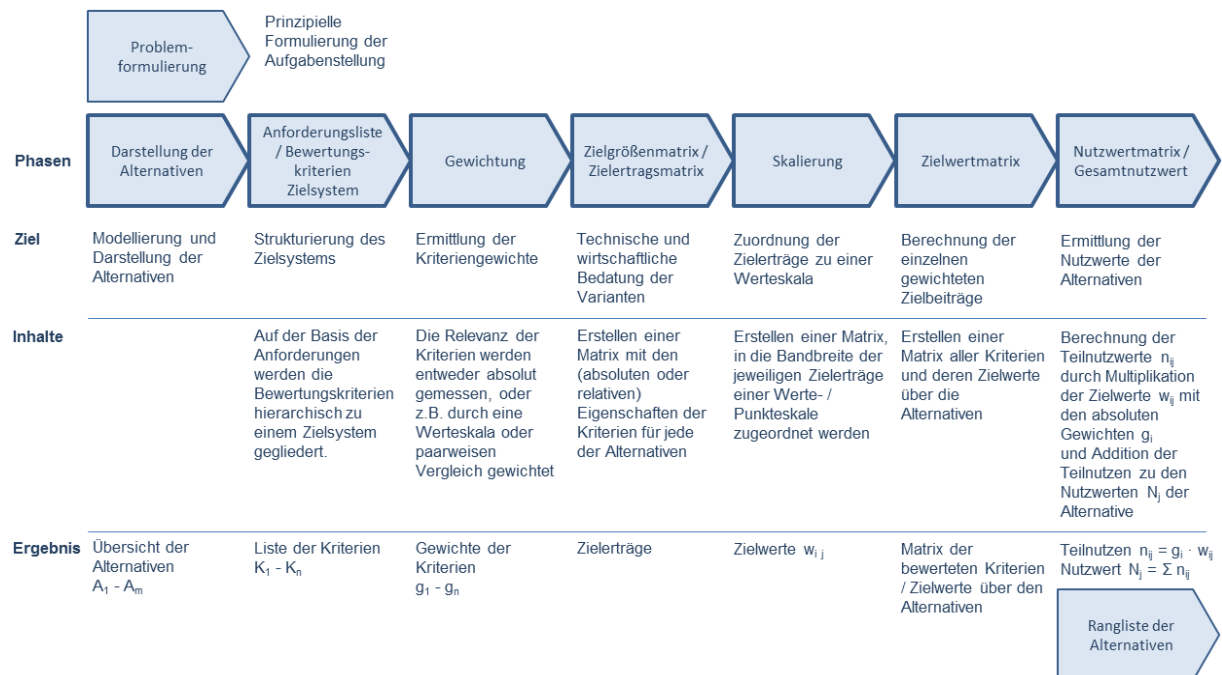 Problem-
formulierung
Prinzipielle
Formulierung der
Aufgabenstellung
Phasen
Darstellung der
Alternativen
Anforderungsliste
/ Bewertungs-
kriterien
Zielsystem
Gewichtung
Zielgrößenmatrix /
Zielertragsmatrix
Skalierung
Zielwertmatrix
Nutzwertmatrix /
Gesamtnutzwert
Ziel
Modellierung und
Darstellung der
Alternativen
Strukturierung des
Zielsystems
Ermittlung der
Kriteriengewichte
Technische und
wirtschaftliche
Bedatung der
Varianten
Zuordnung der
Zielerträge zu einer
Werteskala
Berechnung der
einzelnen
gewichteten
Zielbeiträge
Ermittlung der
Nutzwerte der
Alternativen
Inhalte
Auf der Basis der
Anforderungen
werden die
Bewertungskriterien
hierarchisch zu
einem Zielsystem
gegliedert.
Die Relevanz der
Kriterien werden
entweder absolut
gemessen, oder
z.B. durch eine
Werteskala oder
paarweisen
Vergleich gewichtet
Erstellen einer
Matrix mit den
(absoluten oder
relativen)
Eigenschaften der
Kriterien für jede
der Alternativen
Erstellen einer Matrix,
in die Bandbreite der
jeweiligen Zielerträge
einer Werte- /
Punkteskale
zugeordnet werden
Erstellen einer
Matrix aller Kriterien
und deren Zielwerte
über die
Alternativen
Berechnung der
Teilnutzwerte nij
durch Multiplikation
der Zielwerte wij mit
den absoluten
Gewichten gi
und Addition der
Teilnutzen zu den
Nutzwerten Nj der
Alternative
Ergebnis
Übersicht der
Alternativen
A1 - Am
Liste der Kriterien
K1 - Kn
Gewichte der
Kriterien
g1 - gn
Zielerträge
Zielwerte wi j
Matrix der
bewerteten Kriterien
/ Zielwerte über den
Alternativen
Teilnutzen nij = gi · wij
Nutzwert Nj = Σ nij
Rangliste der
Alternativen